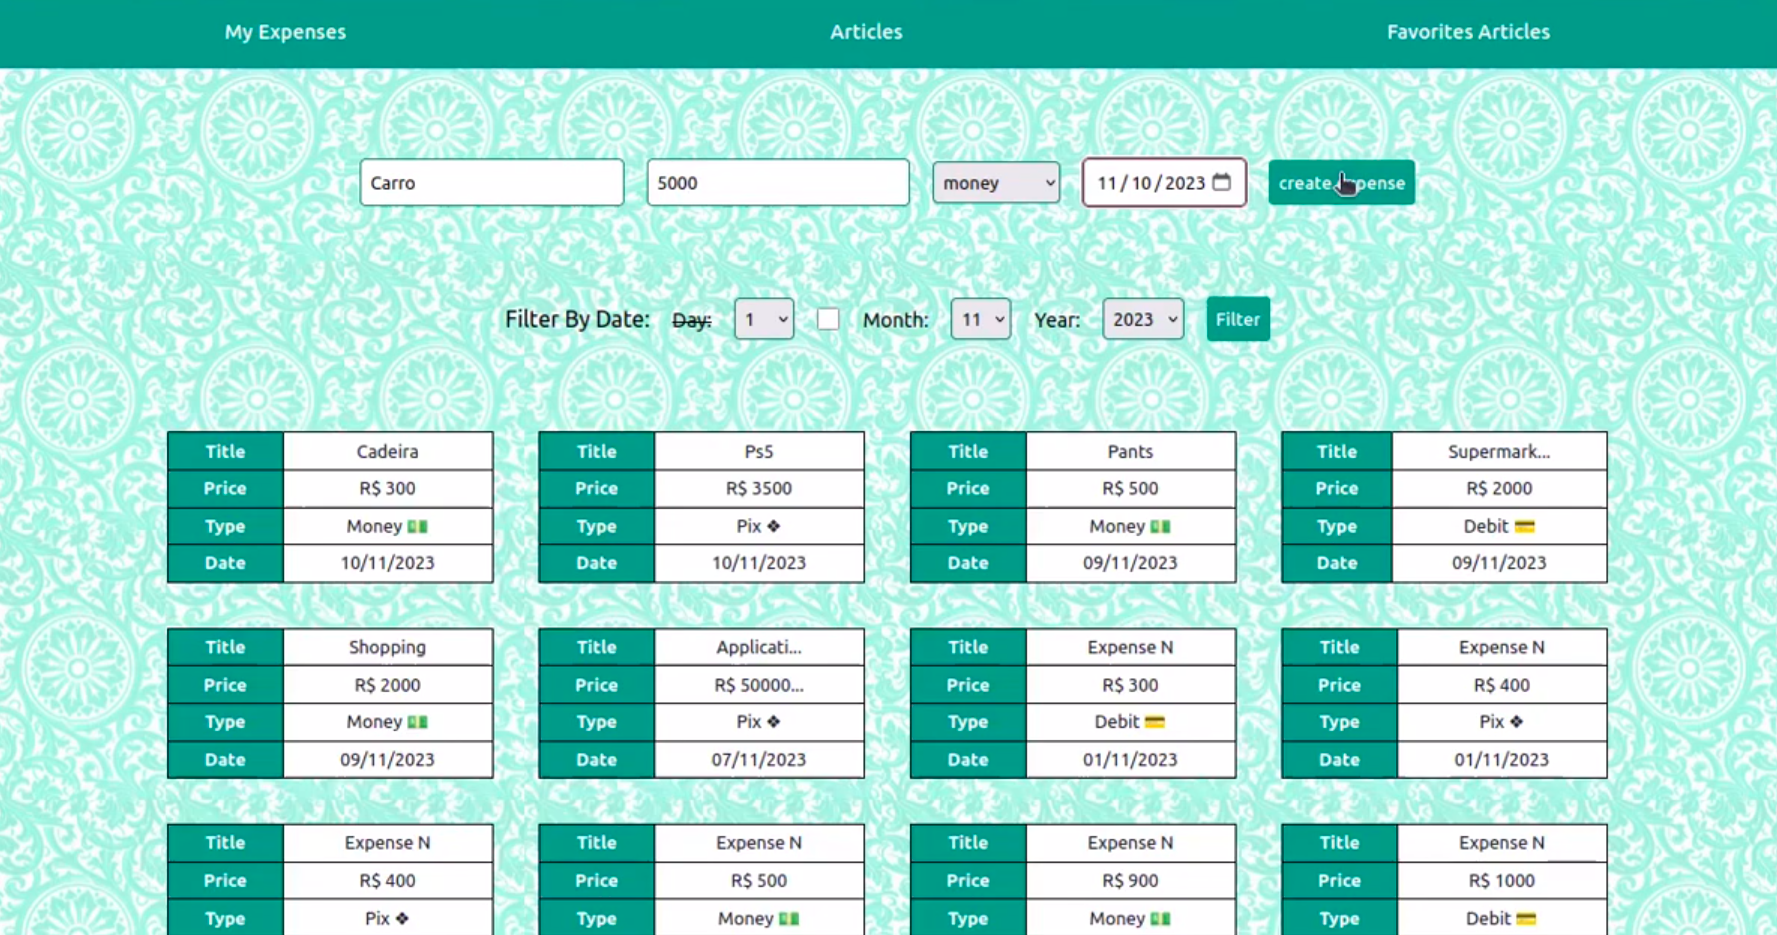 My Expenses Articles Favorites Articles
Carro 5000 money 11/10/2023
Filter By Date: Day: 1 Month: 11 Year: 2023 Filter
Title Cadeira Title Ps5 Title Pants Title Supermark...
Price R$ 300 Price R$ 3500 Price R$ 500 Price R$ 2000
Type Money 💵 Type Pix ❖ Type Money 💵 Type Debit 💳
Date 10/11/2023 Date 10/11/2023 Date 09/11/2023 Date 09/11/2023
Title Shopping Title Applicati... Title Expense N Title Expense N
Price R$ 2000 Price R$ 50000... Price R$ 300 Price R$ 400
Type Money 💵 Type Pix ❖ Type Debit 💳 Type Pix ❖
Date 09/11/2023 Date 07/11/2023 Date 01/11/2023 Date 01/11/2023
Title Expense N Title Expense N Title Expense N Title Expense N
Price R$ 400 Price R$ 500 Price R$ 900 Price R$ 1000
Type Pix ❖ Type Money 💵 Type Money 💵 Type Debit 💳